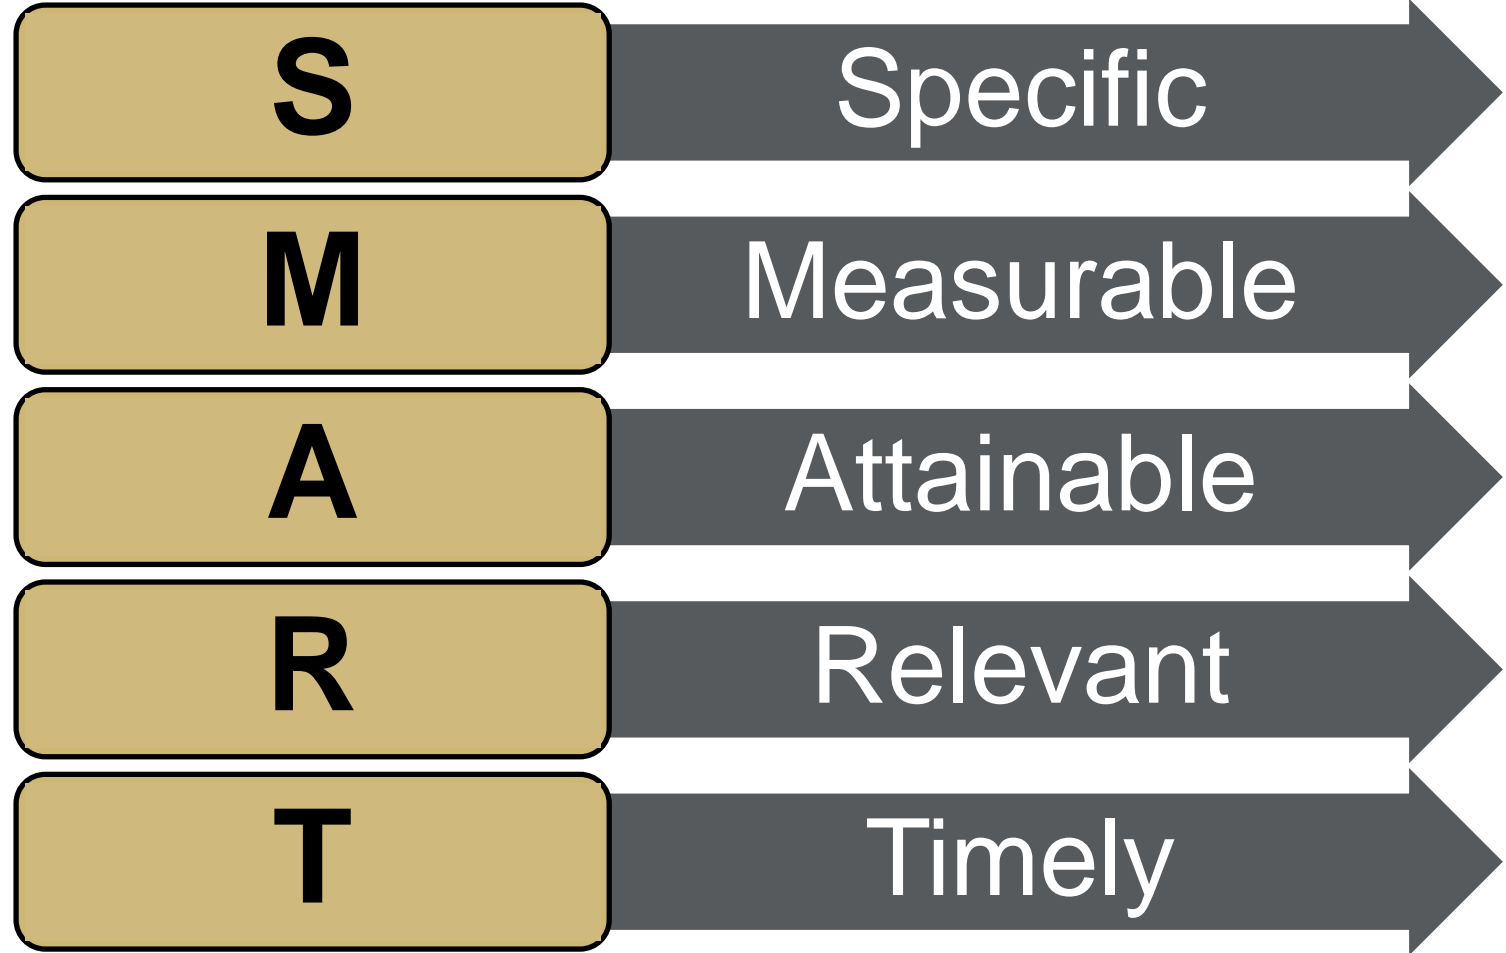 S Specific
M Measurable
A Attainable
R Relevant
T Timely